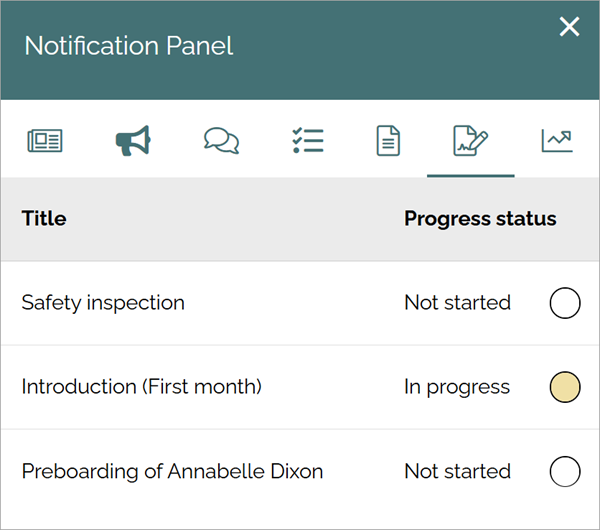 Notification Panel
Title Progress status
Safety inspection Not started
Introduction (First month) In progress
Preboarding of Annabelle Dixon Not started